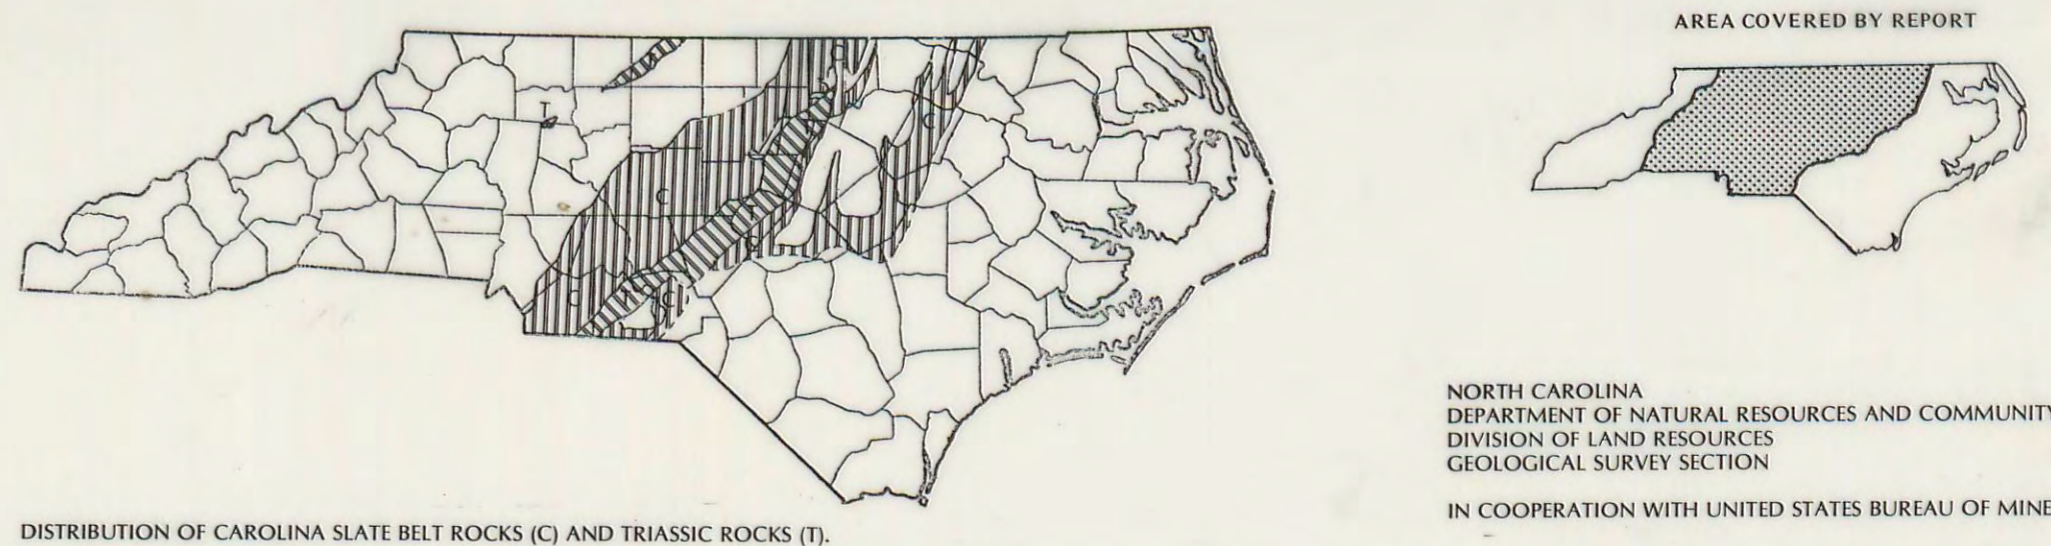 AREA COVERED BY REPORT
C
T
C
C
T
C
C
C
NORTH CAROLINA
DEPARTMENT OF NATURAL RESOURCES AND COMMUNITY
DIVISION OF LAND RESOURCES
GEOLOGICAL SURVEY SECTION
IN COOPERATION WITH UNITED STATES BUREAU OF MINE
DISTRIBUTION OF CAROLINA SLATE BELT ROCKS (C) AND TRIASSIC ROCKS (T).